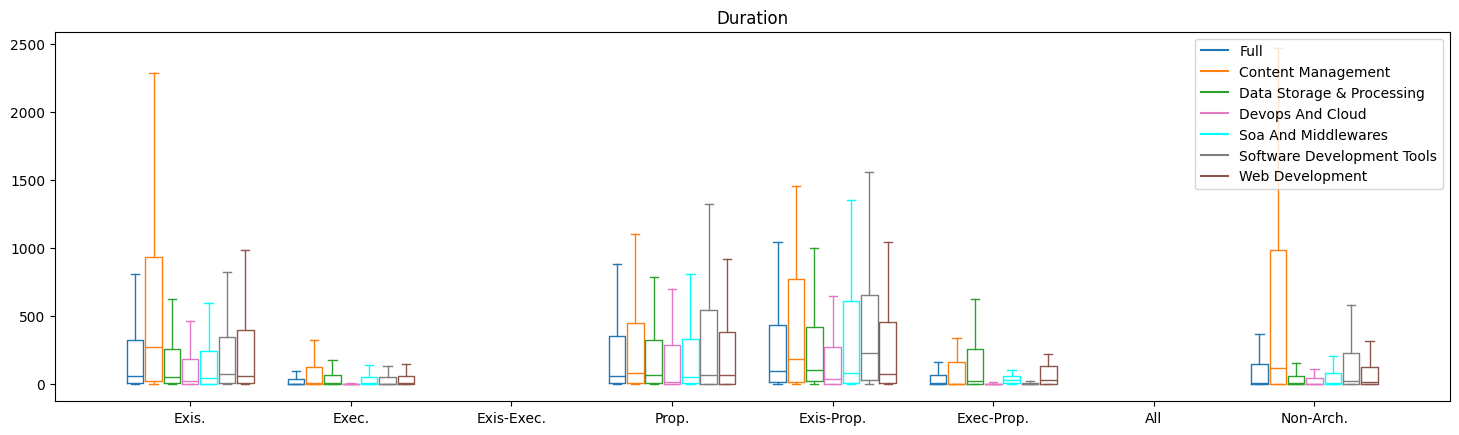 Duration
2500
2000
1500
1000
500
0
Full
Content Management
Data Storage & Processing
Devops And Cloud
Soa And Middlewares
Software Development Tools
Web Development
Exis.
Exec.
Exis-Exec.
Prop.
Exis-Prop.
Exec-Prop.
All
Non-Arch.